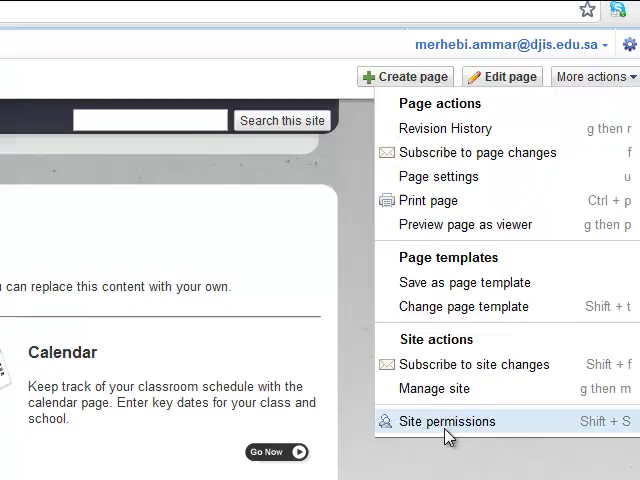 merhebi.ammar@djis.edu.sa
Create page Edit page More actions
Search this site
Page actions
Revision History g then r
Subscribe to page changes f
Page settings u
Print page Ctrl + p
Preview page as viewer g then p
Page templates
Save as page template
Change page template Shift + t
Site actions
Subscribe to site changes Shift + f
Manage site g then m
Site permissions Shift + S
can replace this content with your own.
Calendar
Keep track of your classroom schedule with the
calendar page. Enter key dates for your class and
school.
Go Now